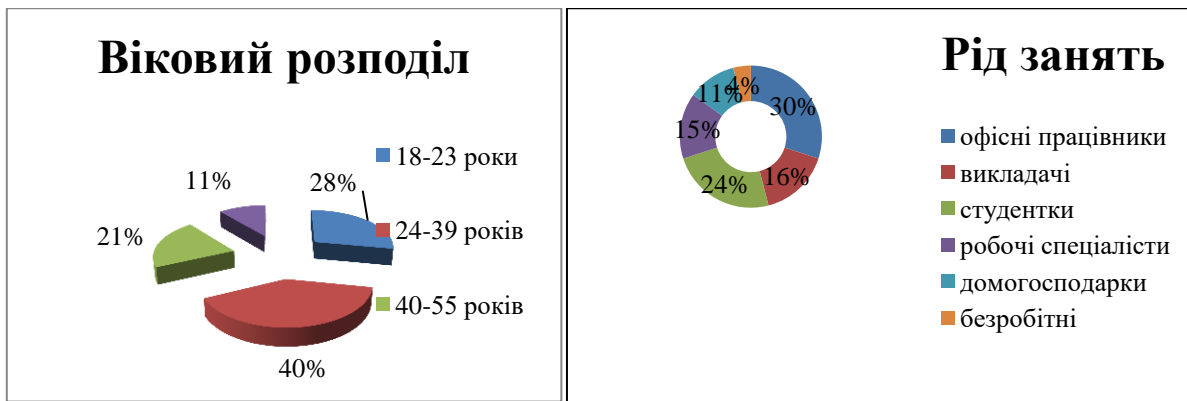 Віковий розподіл
18-23 роки
28%
11%
24-39 років
21%
40-55 років
40%
Рід занять
4%
11%
30%
15%
16%
24%
офісні працівники
викладачі
студентки
робочі спеціалісти
домогосподарки
безробітні